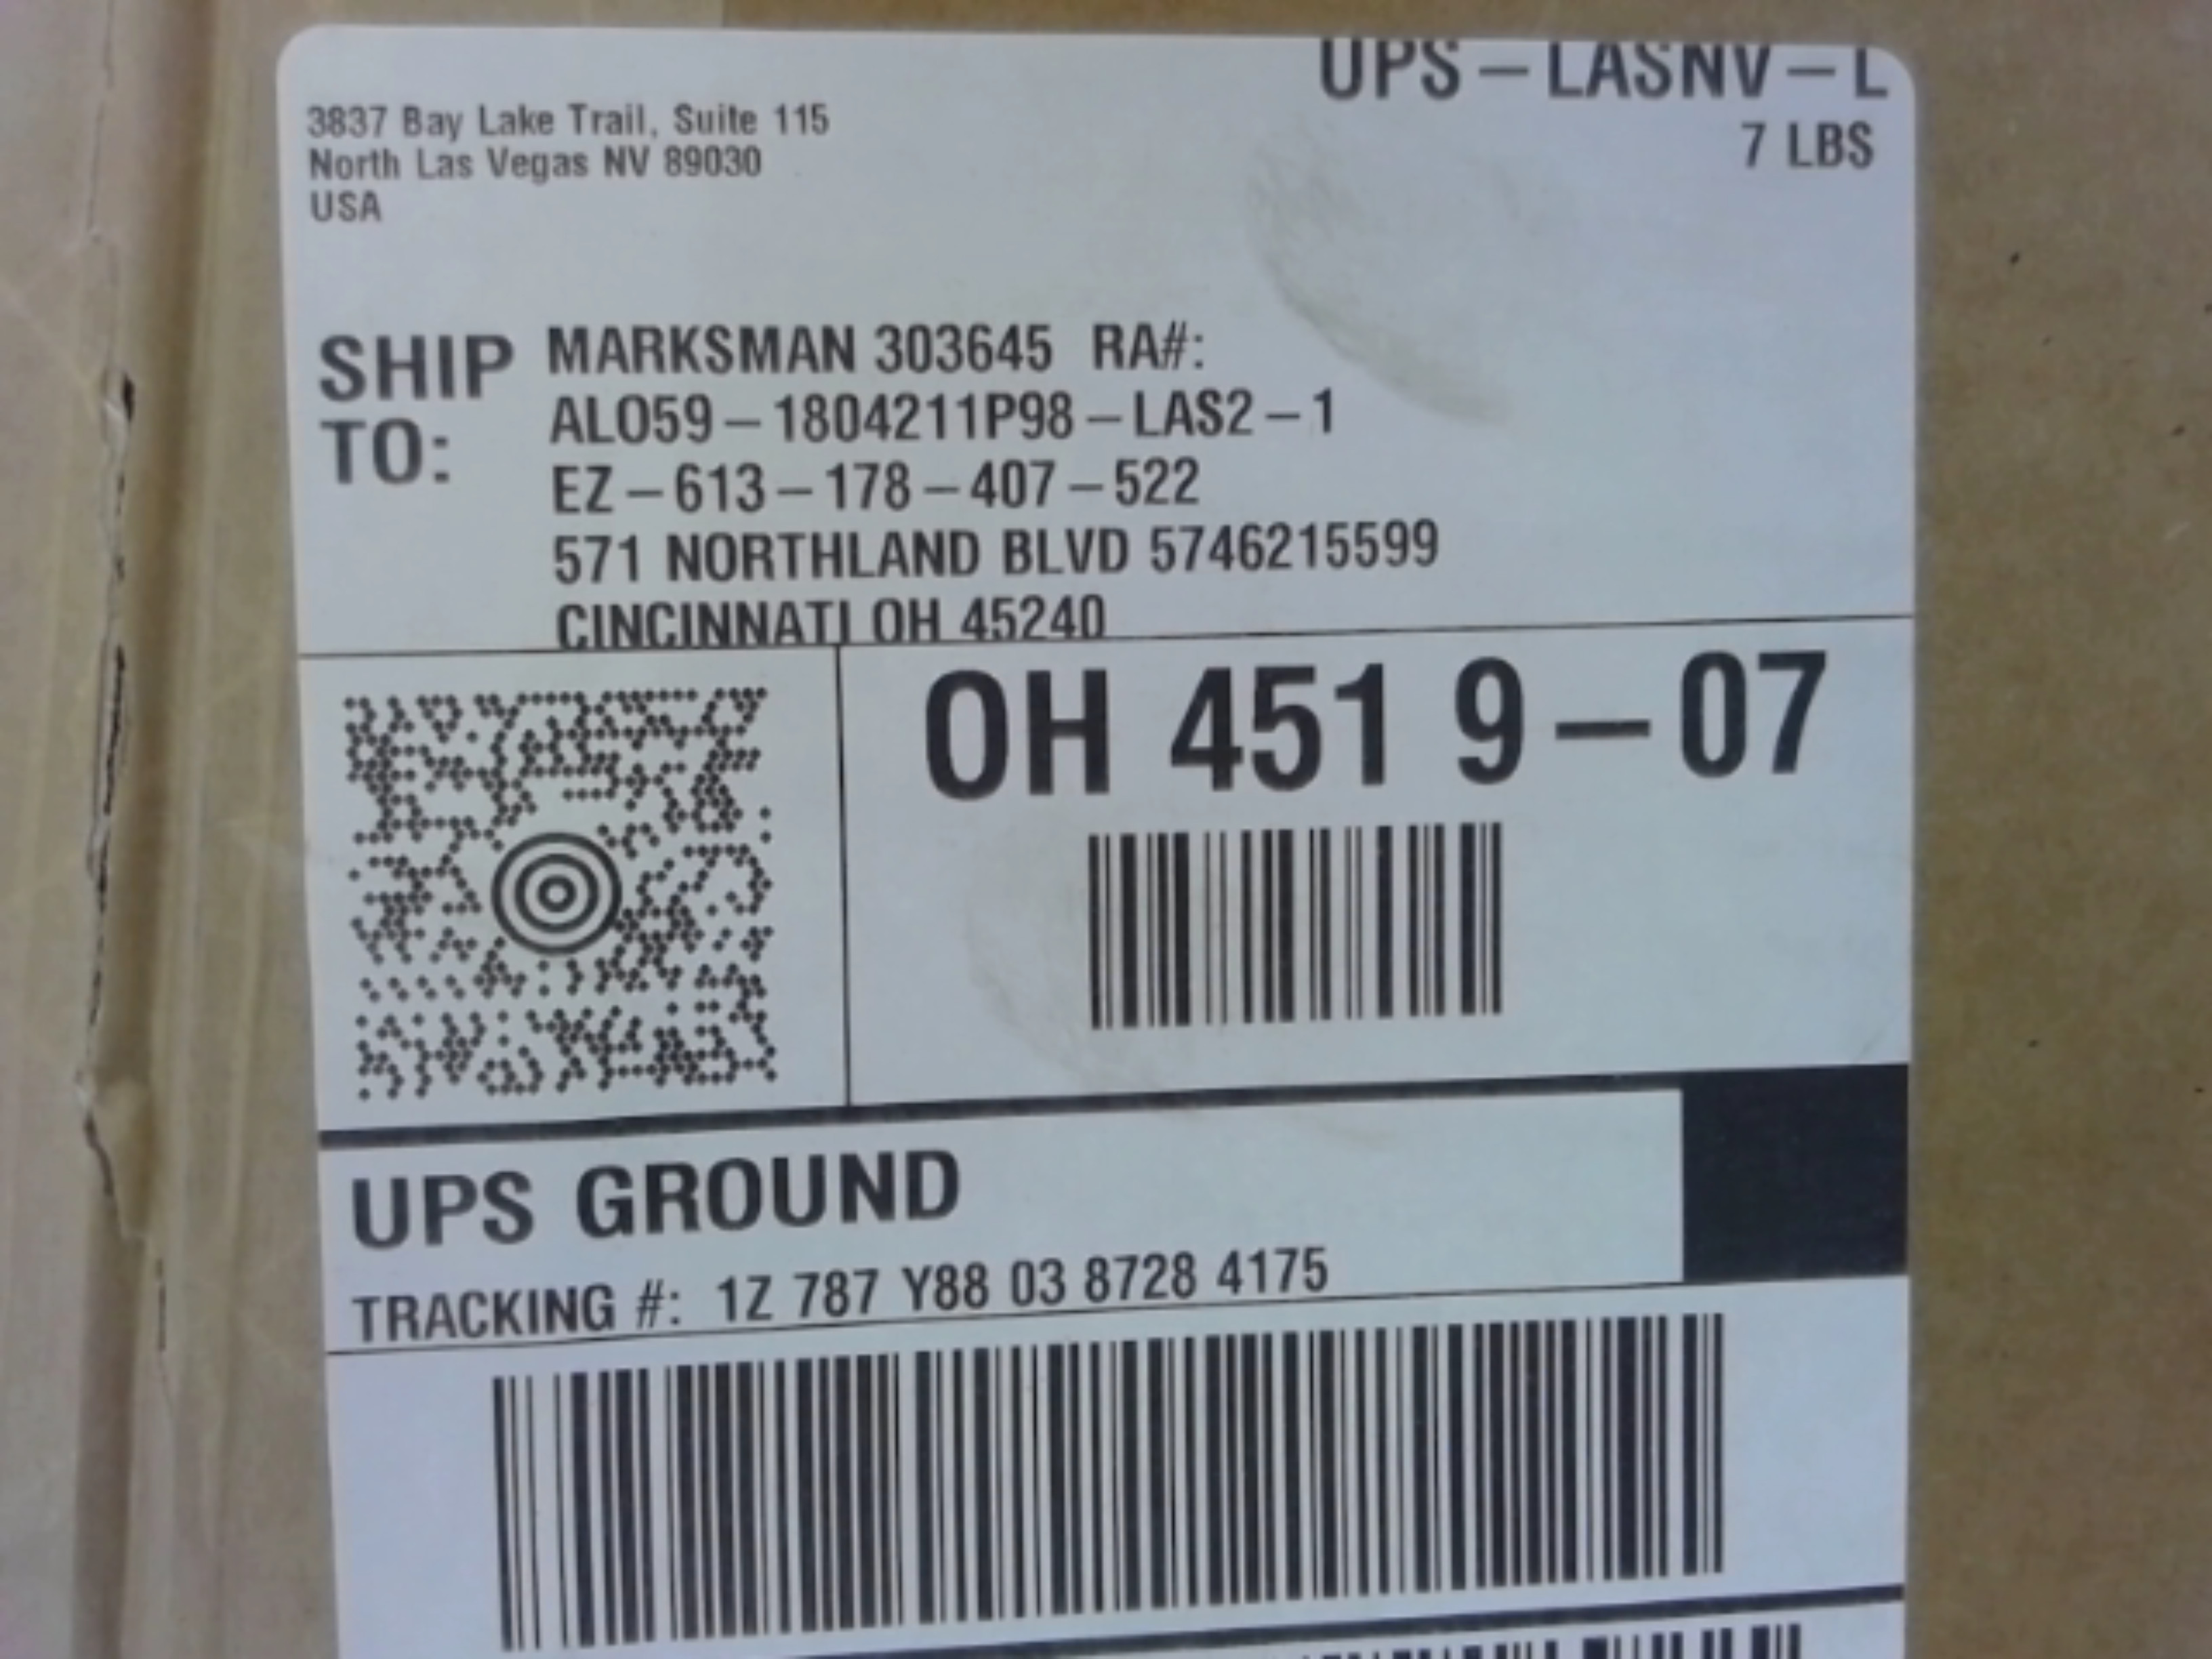 UPS – LASNV – L
7 LBS
3837 Bay Lake Trail, Suite 115
North Las Vegas NV 89030
USA
SHIP TO:
MARKSMAN 303645 RA#:
ALO59 – 1804211P98 – LAS2 – 1
EZ – 613 – 178 – 407 – 522
571 NORTHLAND BLVD 5746215599
CINCINNATI OH 45240
OH 451 9 – 07
UPS GROUND
TRACKING #: 1Z 787 Y88 03 8728 4175